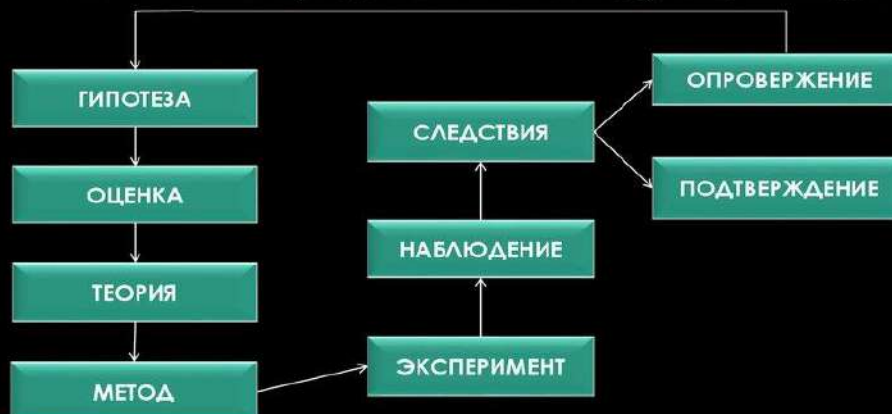 ГИПОТЕЗА
ОЦЕНКА
ТЕОРИЯ
МЕТОД
ЭКСПЕРИМЕНТ
НАБЛЮДЕНИЕ
СЛЕДСТВИЯ
ОПРОВЕРЖЕНИЕ
ПОДТВЕРЖДЕНИЕ